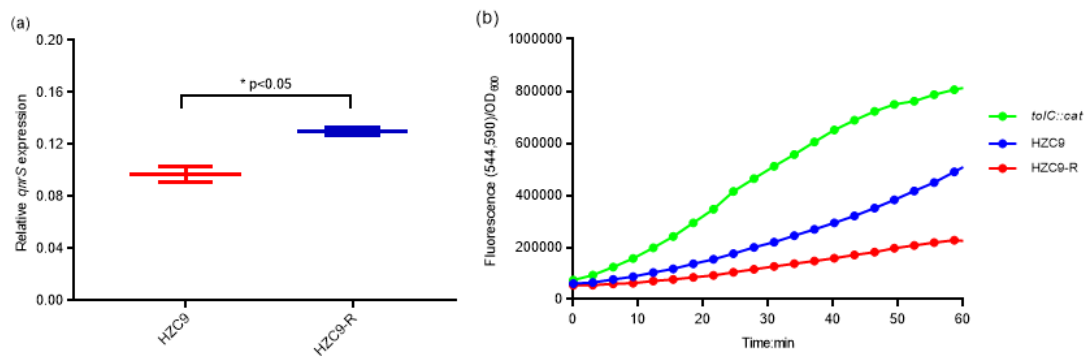 (a)
Relative qnrS expression
0.20
0.16
0.12
0.08
0.04
0.00
* p<0.05
HZC9
HZC9-R
(b)
Fluorescence (544,590)/OD600
1000000
800000
600000
400000
200000
0
0
10
20
30
40
50
60
Time:min
tolC::cat
HZC9
HZC9-R